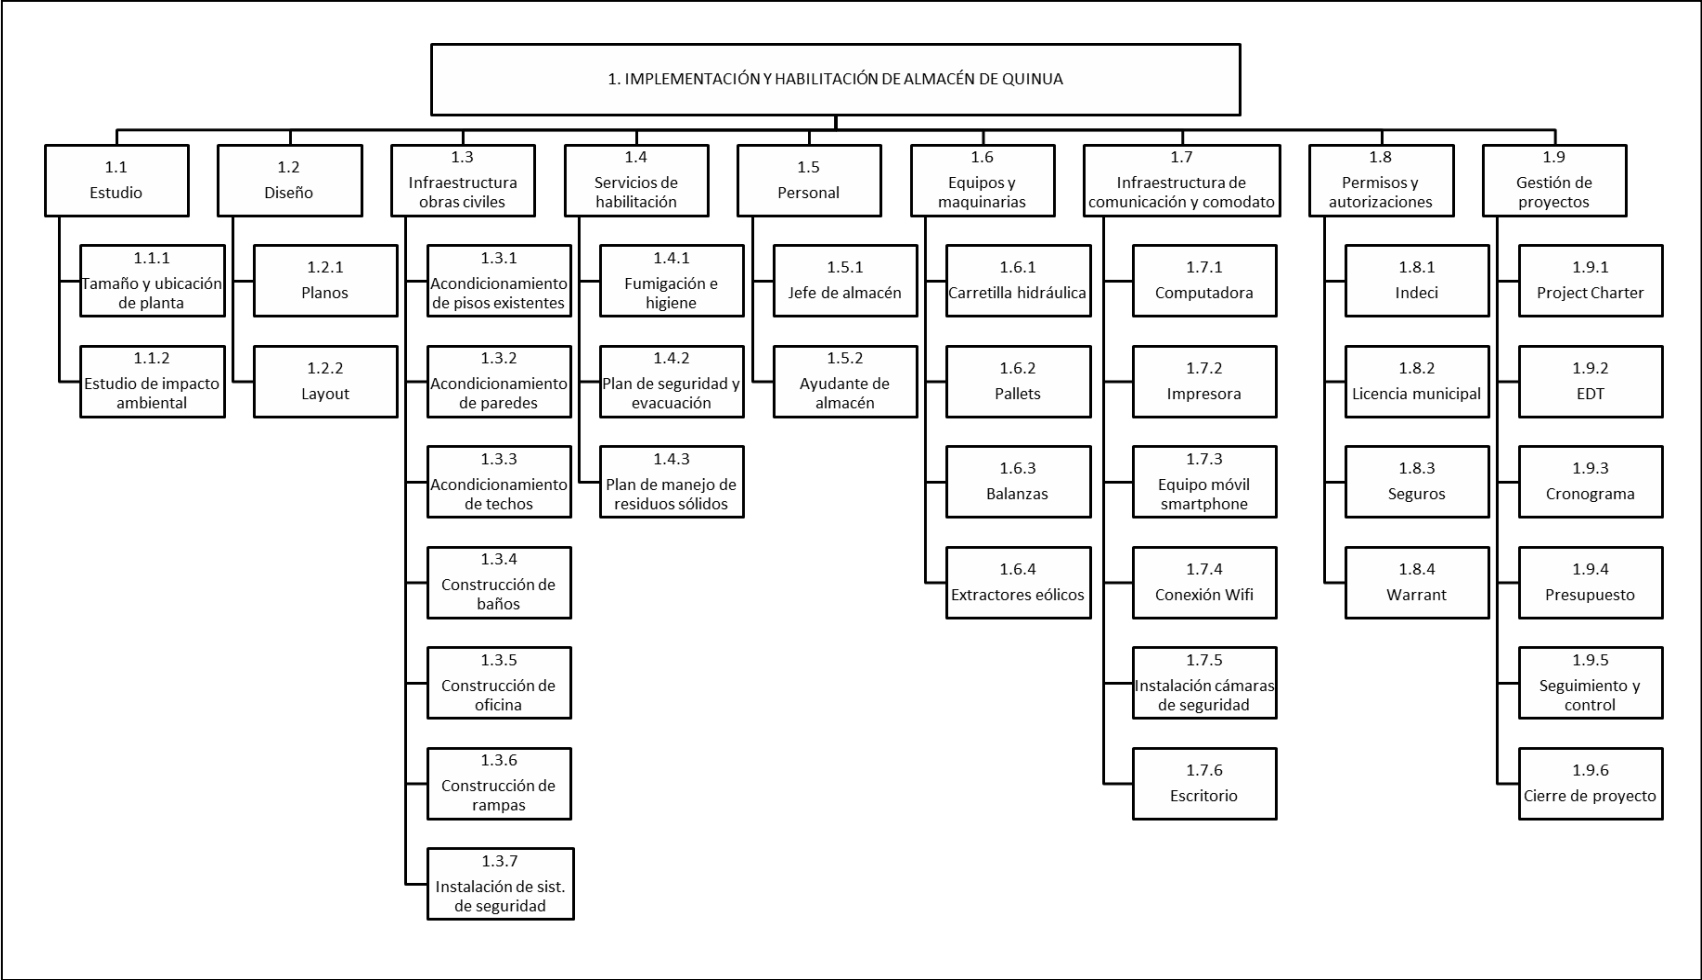 1. IMPLEMENTACIÓN Y HABILITACIÓN DE ALMACÉN DE QUINUA
1.1
Estudio
1.1.1
Tamaño y ubicación
de planta
1.1.2
Estudio de impacto
ambiental
1.2
Diseño
1.2.1
Planos
1.2.2
Layout
1.3
Infraestructura
obras civiles
1.3.1
Acondicionamiento
de pisos existentes
1.3.2
Acondicionamiento
de paredes
1.3.3
Acondicionamiento
de techos
1.3.4
Construcción de
baños
1.3.5
Construcción de
oficina
1.3.6
Construcción de
rampas
1.3.7
Instalación de sist.
de seguridad
1.4
Servicios de
habilitación
1.4.1
Fumigación e
higiene
1.4.2
Plan de seguridad y
evacuación
1.4.3
Plan de manejo de
residuos sólidos
1.5
Personal
1.5.1
Jefe de almacén
1.5.2
Ayudante de
almacén
1.6
Equipos y
maquinarias
1.6.1
Carretilla hidráulica
1.6.2
Pallets
1.6.3
Balanzas
1.6.4
Extractores eólicos
1.7
Infraestructura de
comunicación y comodato
1.7.1
Computadora
1.7.2
Impresora
1.7.3
Equipo móvil
smartphone
1.7.4
Conexión Wifi
1.7.5
Instalación cámaras
de seguridad
1.7.6
Escritorio
1.8
Permisos y
autorizaciones
1.8.1
Indeci
1.8.2
Licencia municipal
1.8.3
Seguros
1.8.4
Warrant
1.9
Gestión de
proyectos
1.9.1
Project Charter
1.9.2
EDT
1.9.3
Cronograma
1.9.4
Presupuesto
1.9.5
Seguimiento y
control
1.9.6
Cierre de proyecto